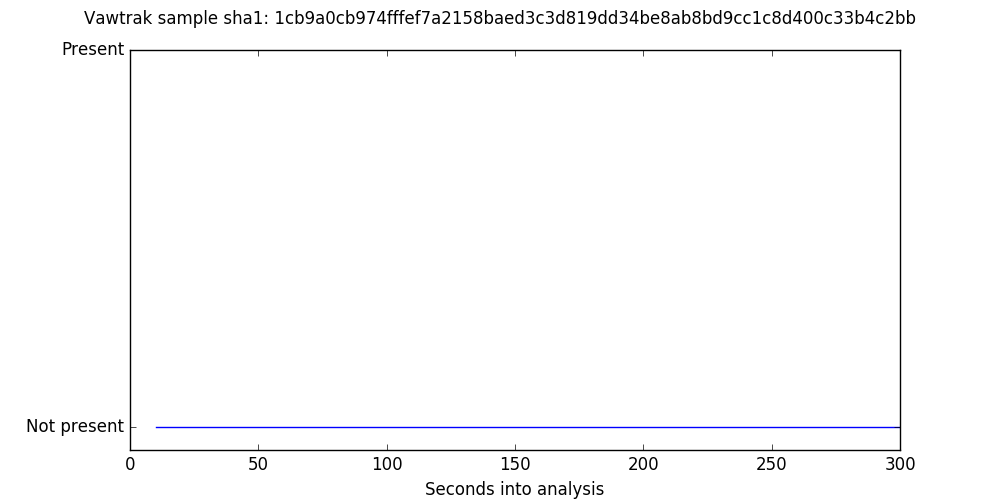 Vawtrak sample sha1: 1cb9a0cb974fffef7a2158baed3c3d819dd34be8ab8bd9cc1c8d400c33b4c2bb
Present
Not present
0 50 100 150 200 250 300
Seconds into analysis